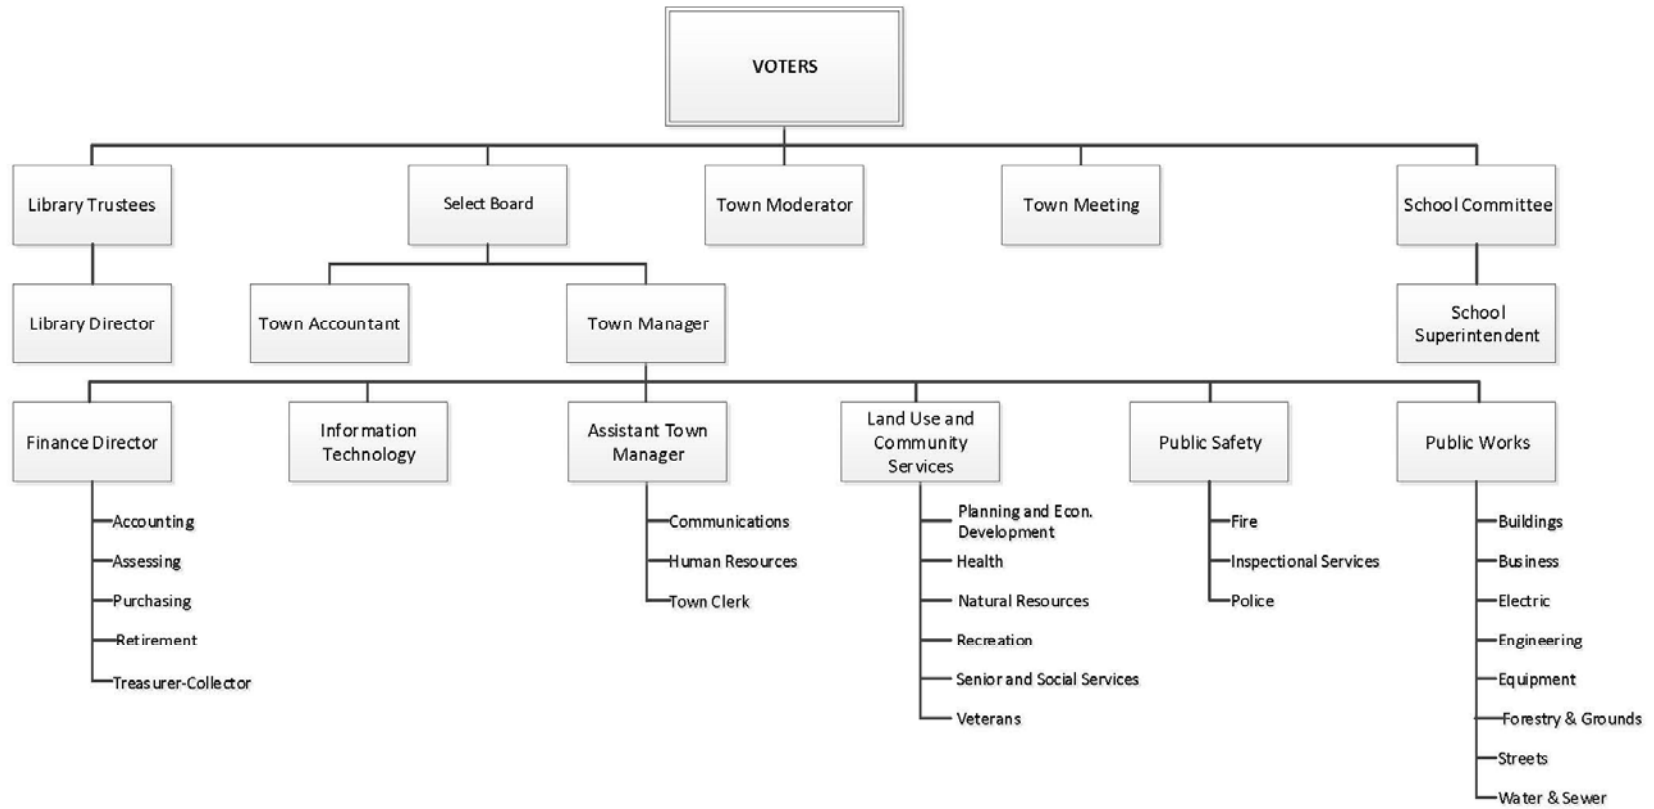 VOTERS
Library Trustees
Select Board
Town Moderator
Town Meeting
School Committee
Library Director
Town Accountant
Town Manager
School
Superintendent
Finance Director
Information
Technology
Assistant Town
Manager
Land Use and
Community
Services
Public Safety
Public Works
Accounting
Assessing
Purchasing
Retirement
Treasurer-Collector
Communications
Human Resources
Town Clerk
Planning and Econ.
Development
Health
Natural Resources
Recreation
Senior and Social Services
Veterans
Fire
Inspectional Services
Police
Buildings
Business
Electric
Engineering
Equipment
Forestry & Grounds
Streets
Water & Sewer